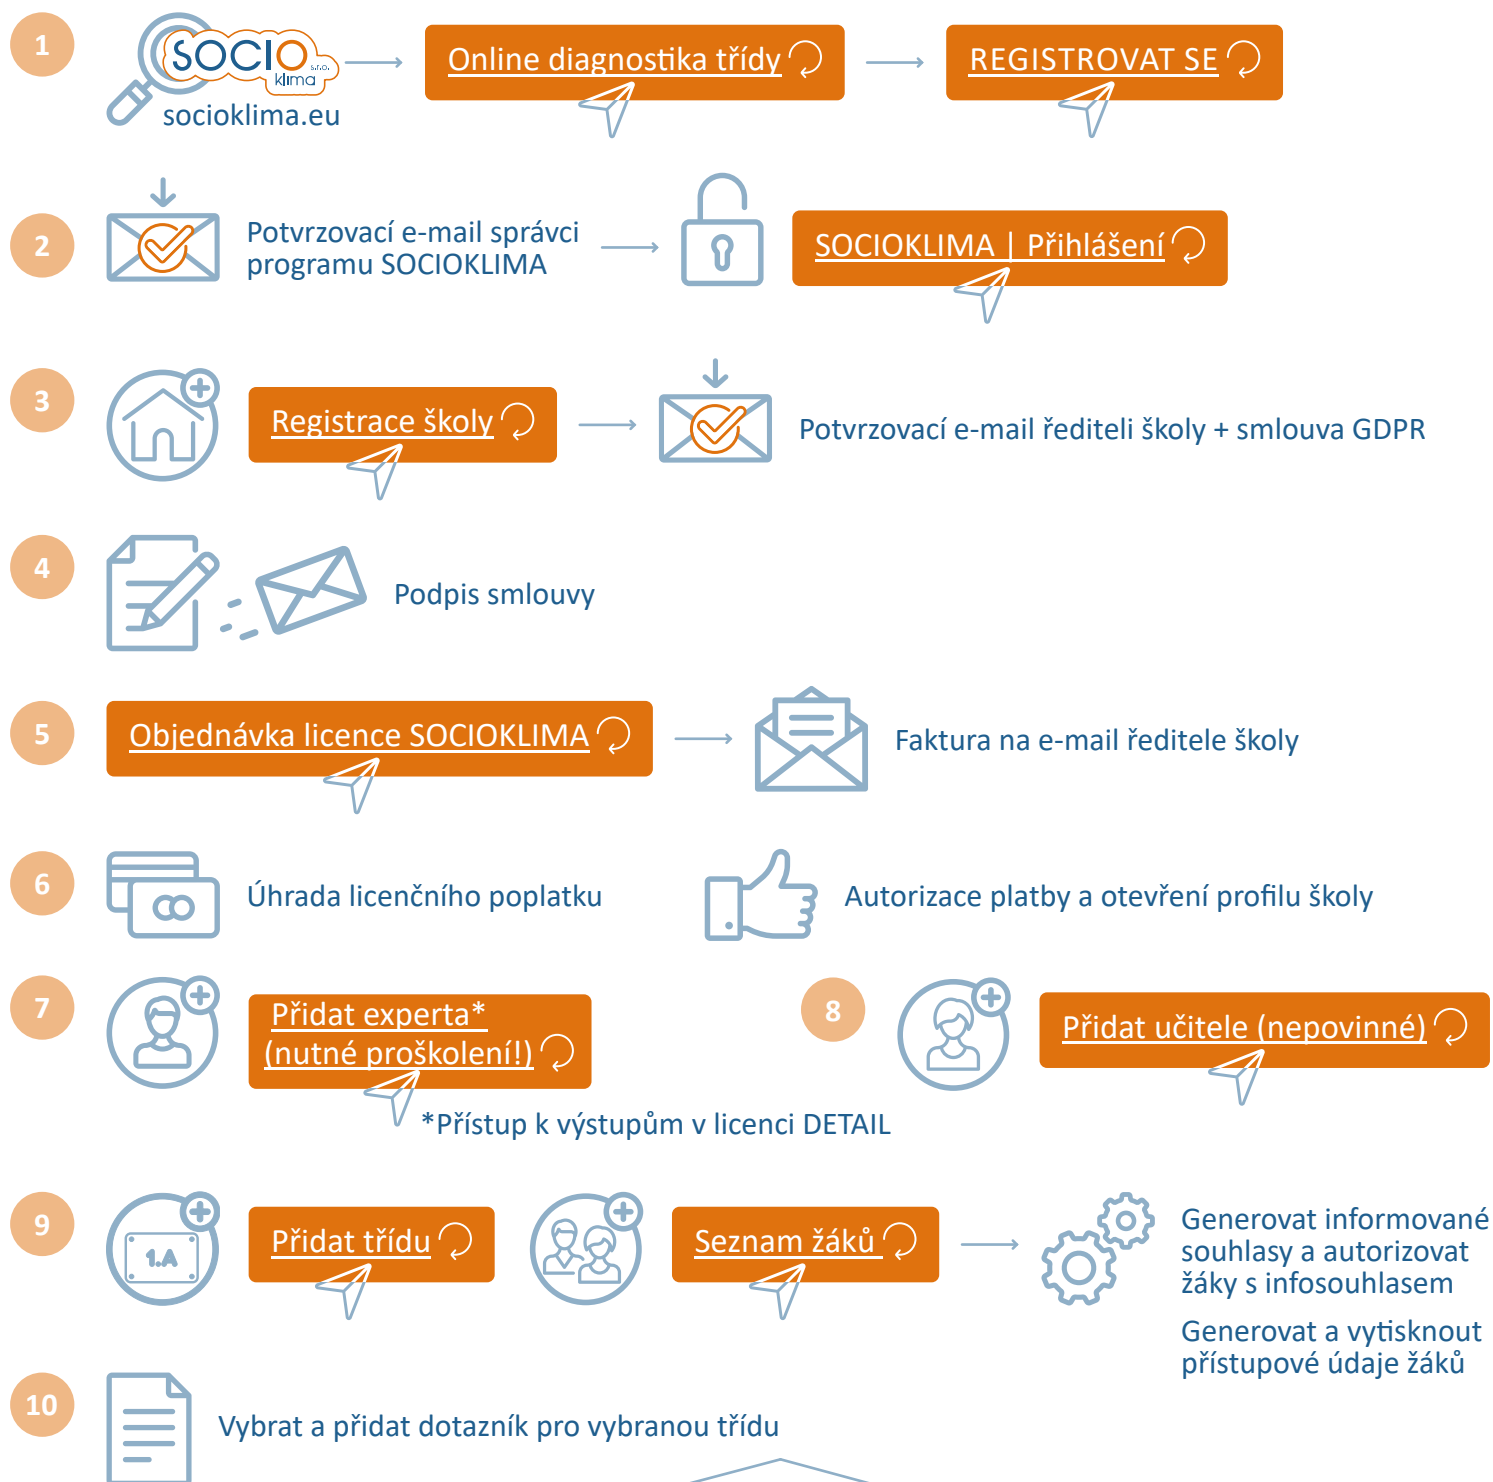 1
SOCIO
s.r.o.
klima
socioklima.eu
Online diagnostika třídy
REGISTROVAT SE
2
Potvrzovací e-mail správci
programu SOCIOKLIMA
SOCIOKLIMA | Přihlášení
3
Registrace školy
Potvrzovací e-mail řediteli školy + smlouva GDPR
4
Podpis smlouvy
5
Objednávka licence SOCIOKLIMA
Faktura na e-mail ředitele školy
6
Úhrada licenčního poplatku
Autorizace platby a otevření profilu školy
7
Přidat experta*
(nutné proškolení!)
*Přístup k výstupům v licenci DETAIL
8
Přidat učitele (nepovinné)
9
1.A
Přidat třídu
Seznam žáků
Generovat informované
souhlasy a autorizovat
žáky s infosouhlasem
Generovat a vytisknout
přístupové údaje žáků
10
Vybrat a přidat dotazník pro vybranou třídu